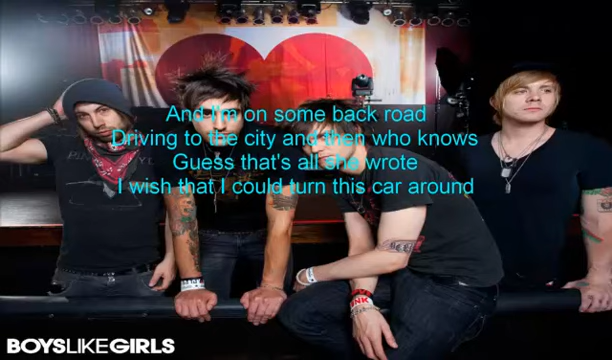 And I'm on some back road
Driving to the city and then who knows
Guess that's all she wrote
I wish that I could turn this car around
BOYSLIKEGIRLS